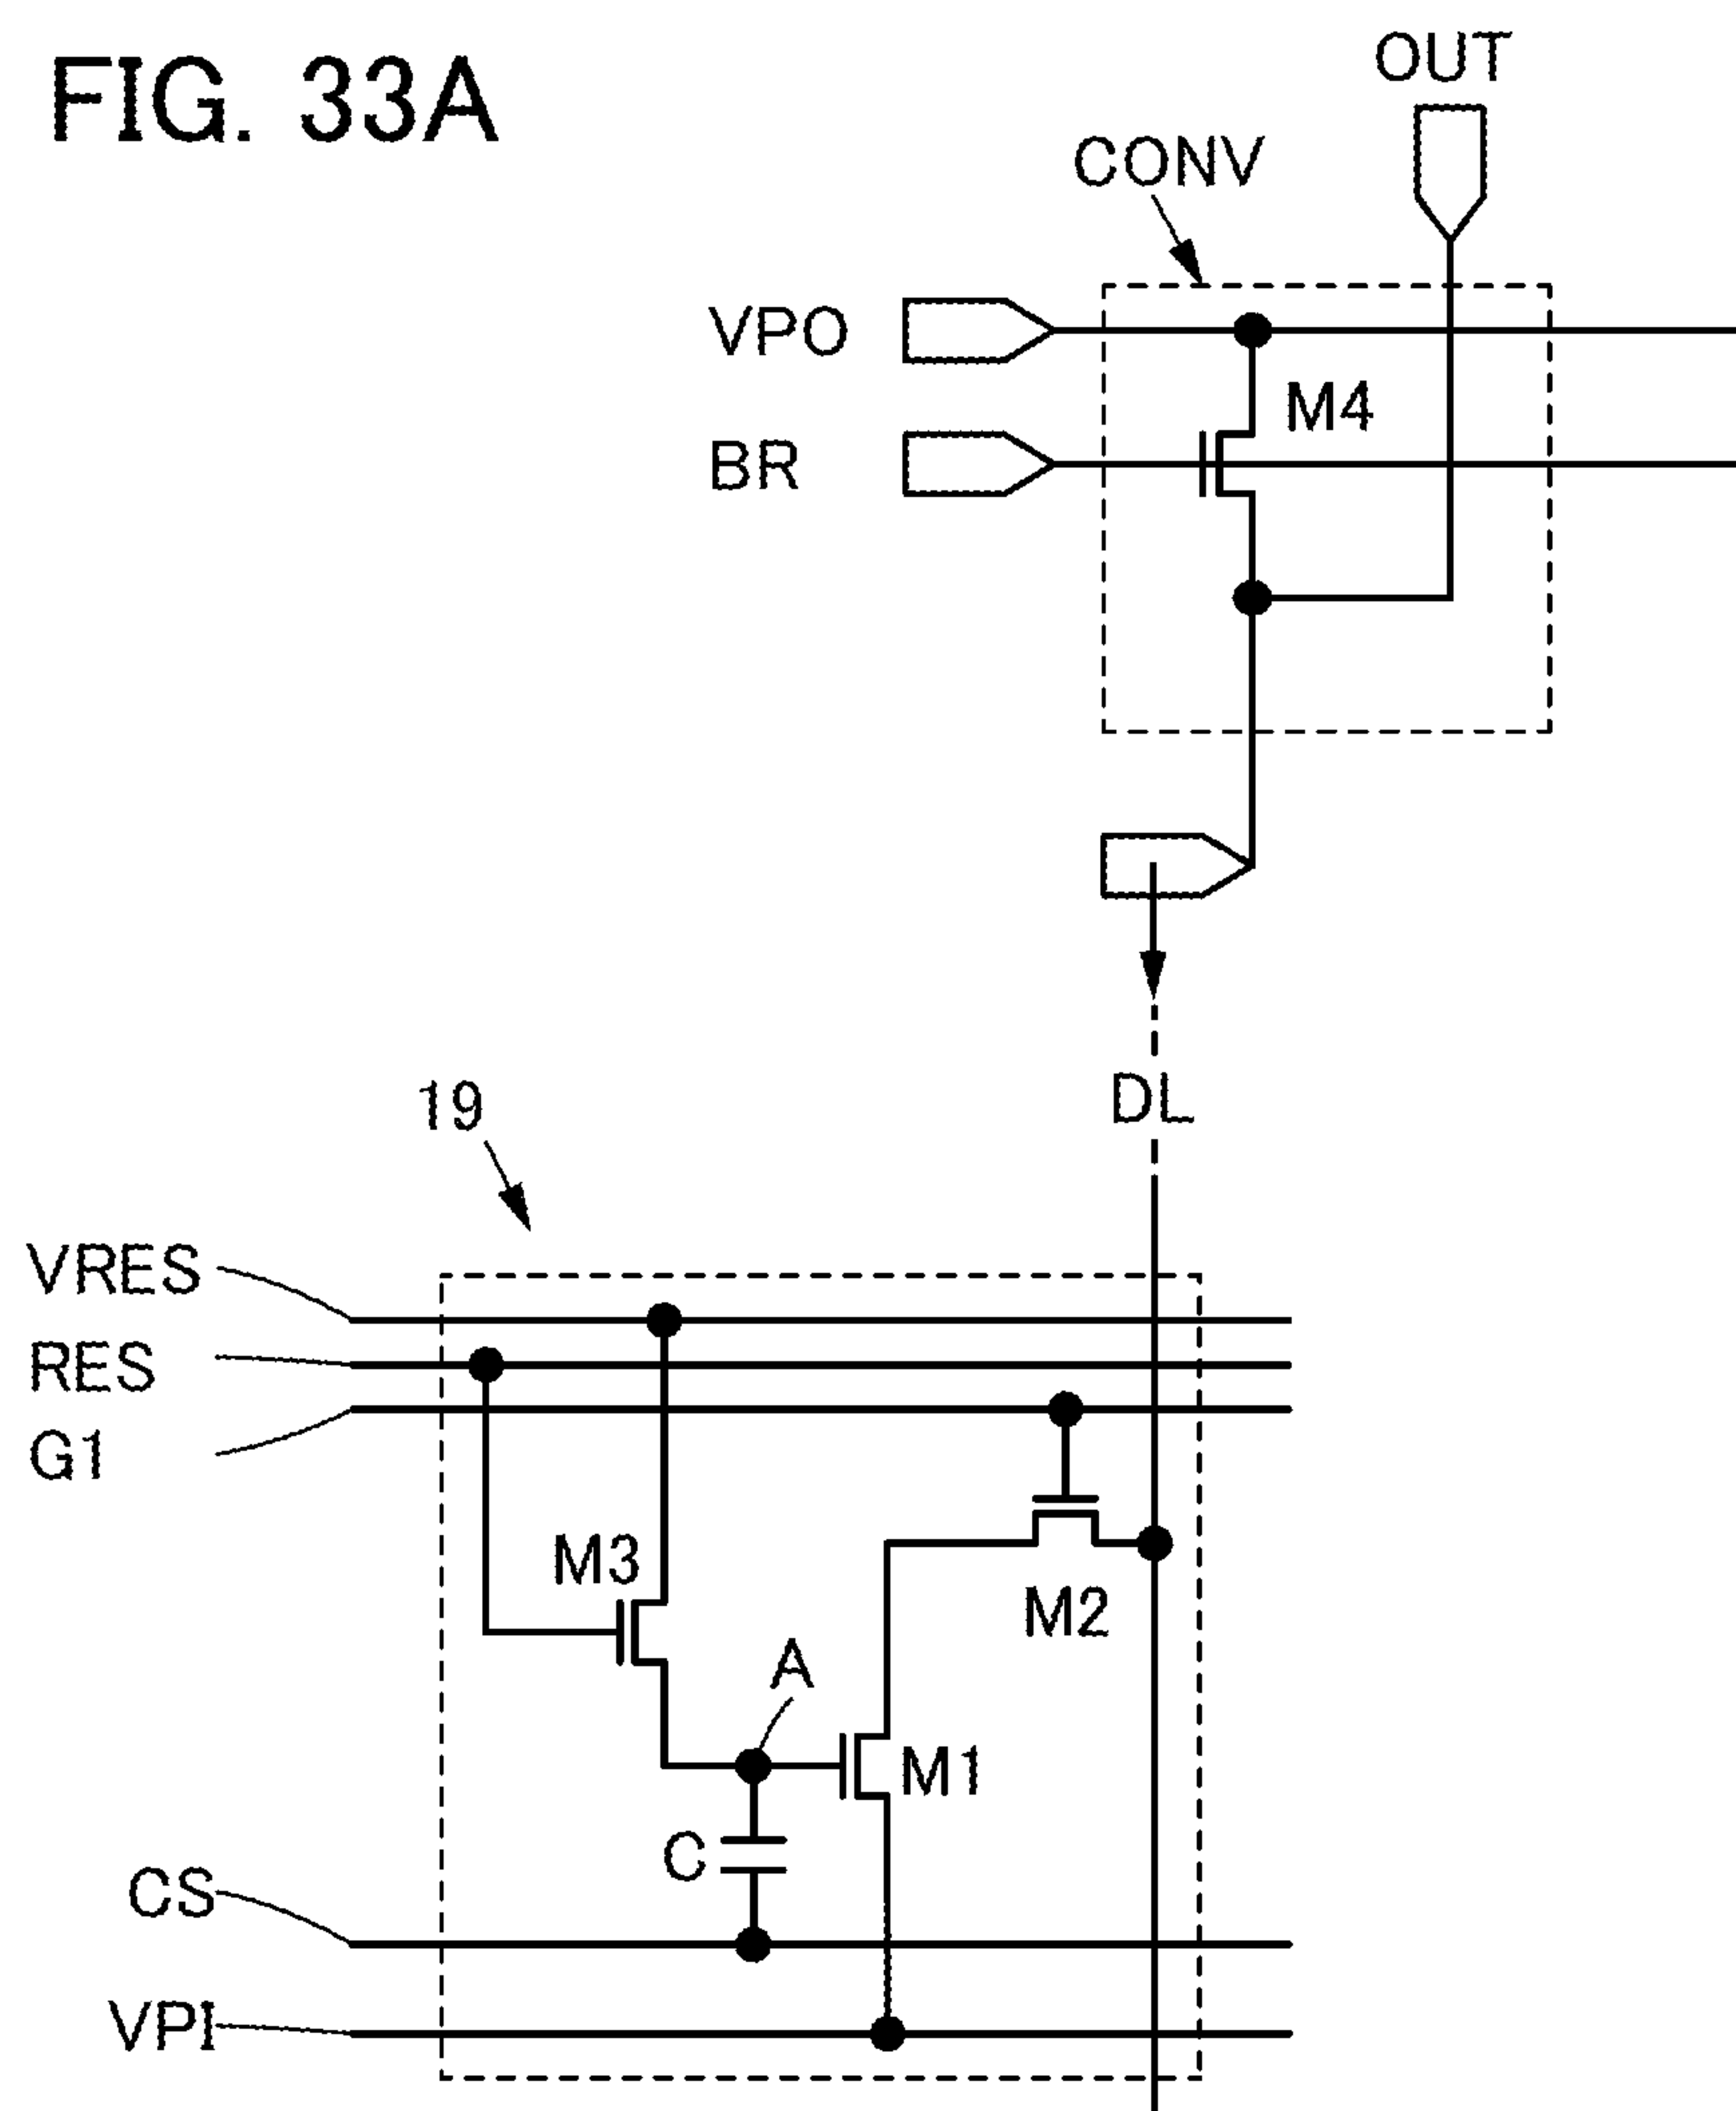 FIG. 33A
OUT
CONV
VPO
M4
BR
DL
19
VRES
RES
G1
M3
M2
A
M1
C
CS
VPI